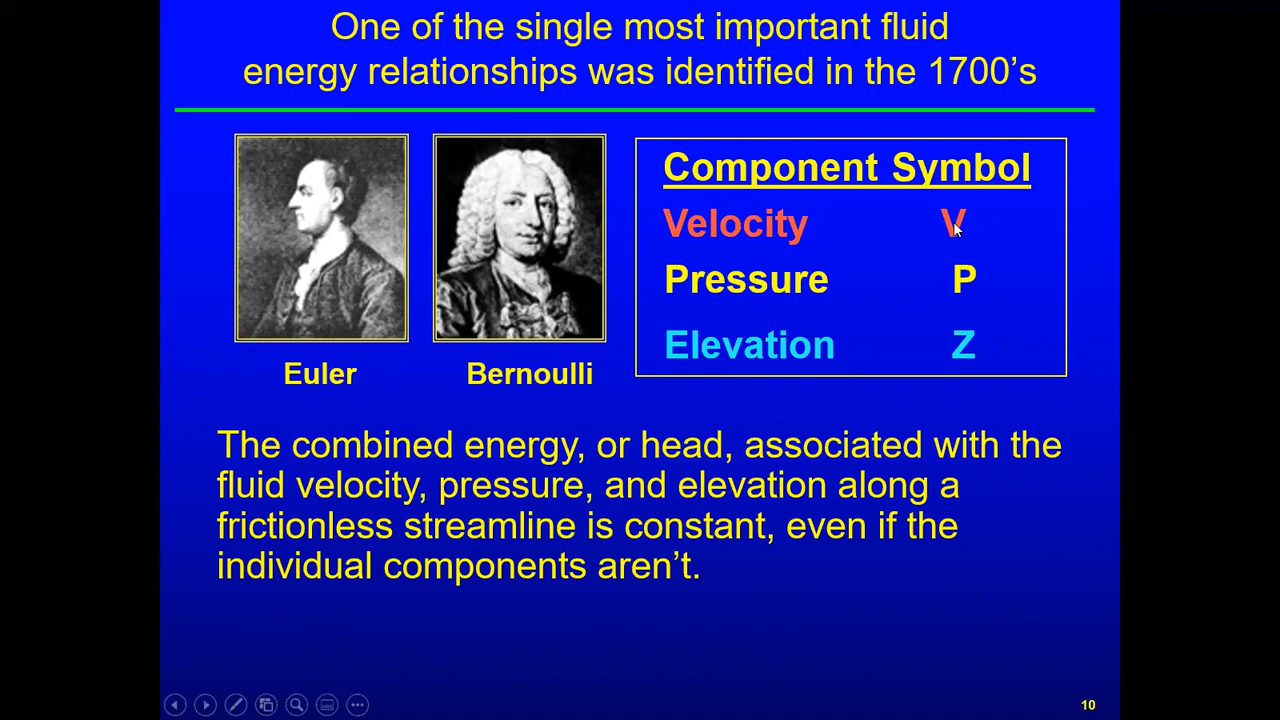 One of the single most important fluid
energy relationships was identified in the 1700’s
Component Symbol
Velocity V
Pressure P
Elevation Z
Euler Bernoulli
The combined energy, or head, associated with the
fluid velocity, pressure, and elevation along a
frictionless streamline is constant, even if the
individual components aren’t.
10